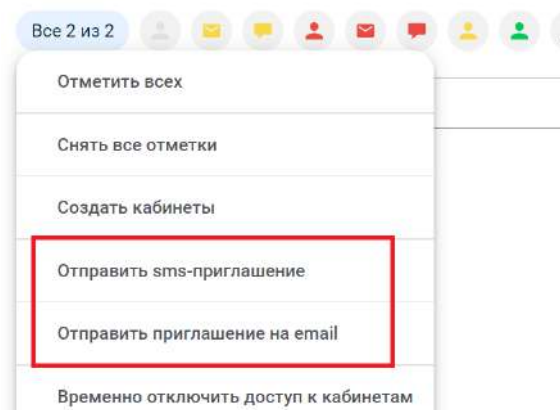 Все 2 из 2
Отметить всех
Снять все отметки
Создать кабинеты
Отправить sms-приглашение
Отправить приглашение на email
Временно отключить доступ к кабинетам